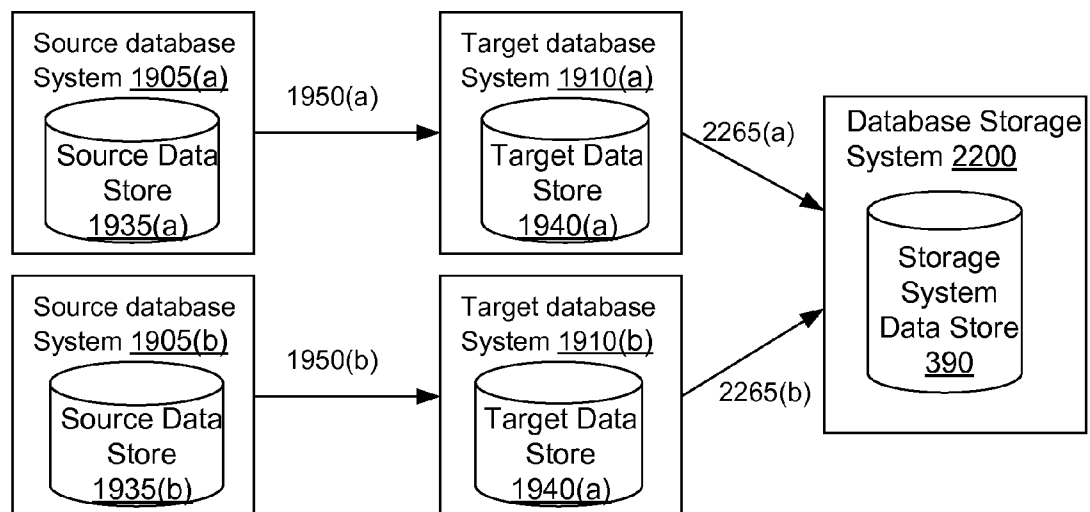 Source database
System 1905(a)
Source Data
Store
1935(a)
1950(a)
Target database
System 1910(a)
Target Data
Store
1940(a)
2265(a)
Database Storage
System 2200
Storage
System
Data Store
390
Source database
System 1905(b)
Source Data
Store
1935(b)
1950(b)
Target database
System 1910(b)
Target Data
Store
1940(a)
2265(b)